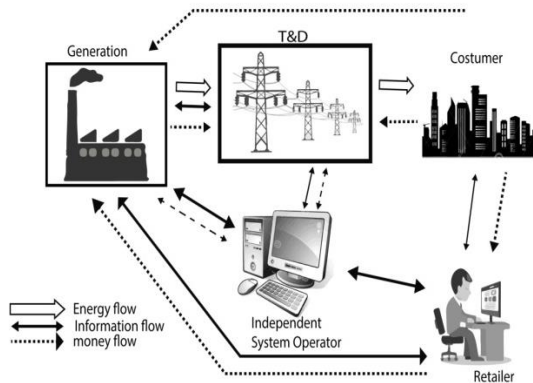 Generation
T&D
Costumer
Energy flow
Information flow
money flow
Independent
System Operator
Retailer